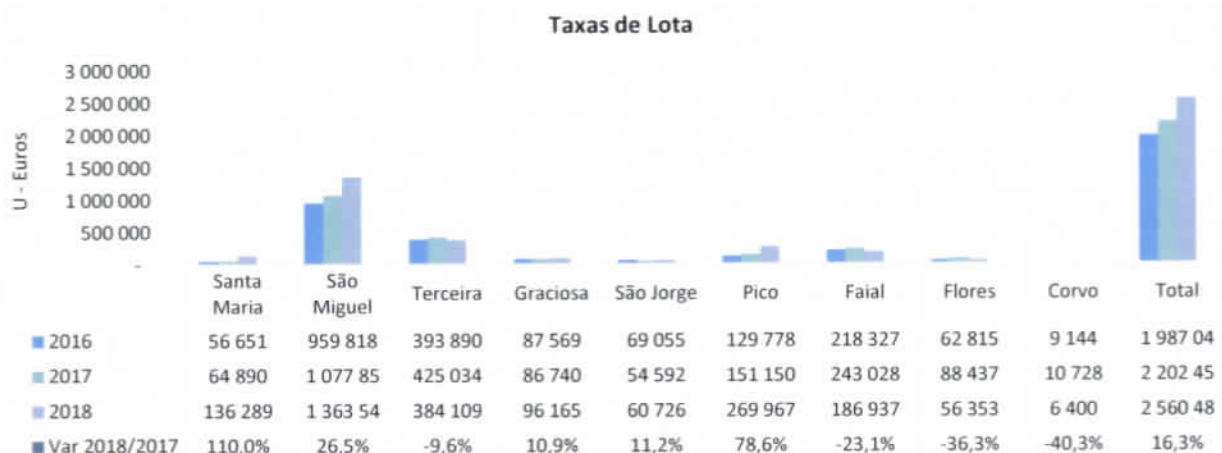 Taxas de Lota
U - Euros
3 000 000
2 500 000
2 000 000
1 500 000
1 000 000
500 000
-
Santa Maria São Miguel Terceira Graciosa São Jorge Pico Faial Flores Corvo Total
2016 56 651 959 818 393 890 87 569 69 055 129 778 218 327 62 815 9 144 1 987 04
2017 64 890 1 077 85 425 034 86 740 54 592 151 150 243 028 88 437 10 728 2 202 45
2018 136 289 1 363 54 384 109 96 165 60 726 269 967 186 937 56 353 6 400 2 560 48
Var 2018/2017 110,0% 26,5% -9,6% 10,9% 11,2% 78,6% -23,1% -36,3% -40,3% 16,3%